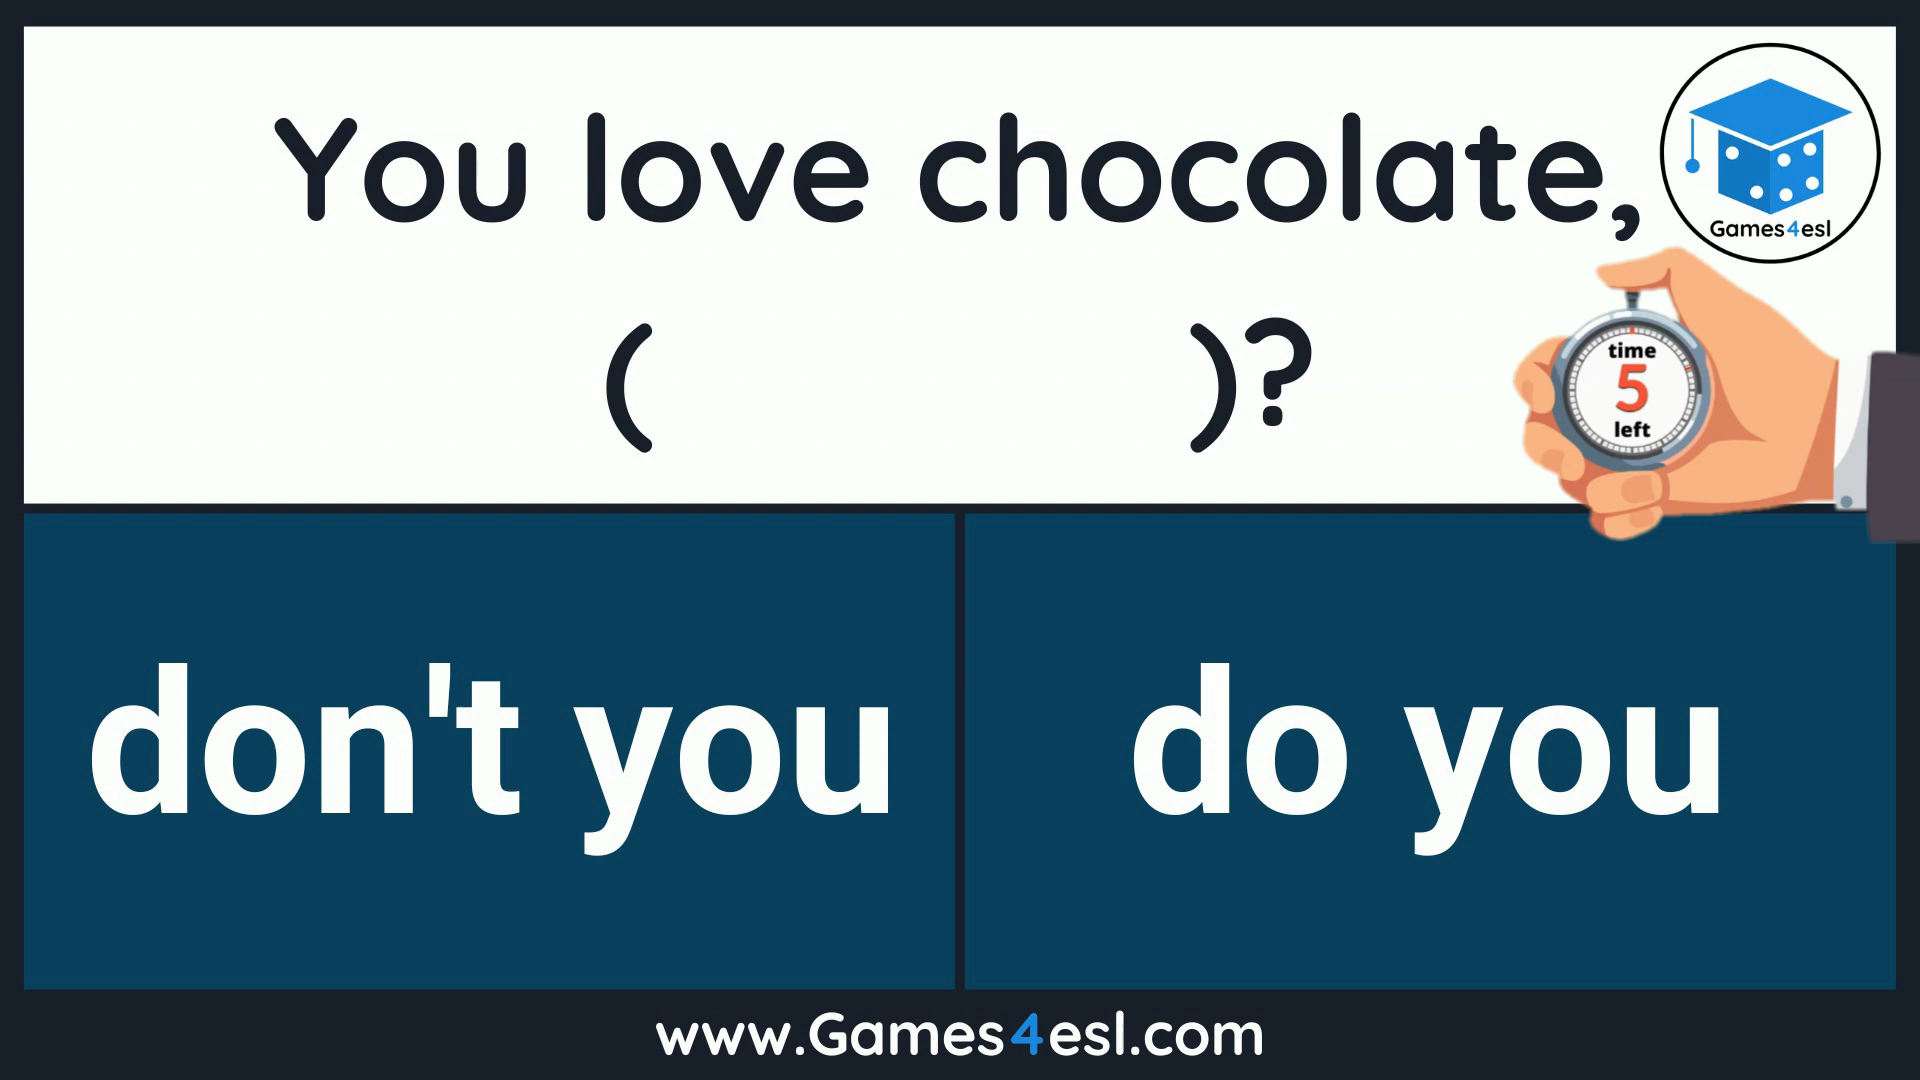 You love chocolate,
( )?
Games4esl
time
5
left
don't you
do you
www.Games4esl.com